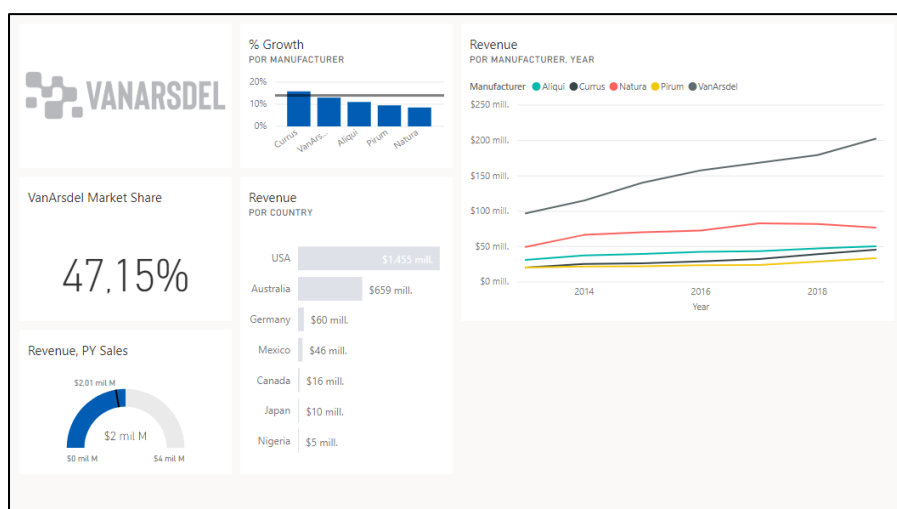 VANARSDEL
% Growth
POR MANUFACTURER
20%
10%
0%
Currus
VanArs...
Aliqui
Pirum
Natura
Revenue
POR MANUFACTURER. YEAR
Manufacturer Aliqui Currus Natura Pirum VanArsdel
$250 mill.
$200 mill.
$150 mill.
$100 mill.
$50 mill.
$0 mill.
2014 2016 2018
Year
VanArsdel Market Share
47,15%
Revenue
POR COUNTRY
USA $1,455 mill.
Australia $659 mill.
Germany $60 mill.
Mexico $46 mill.
Canada $16 mill.
Japan $10 mill.
Nigeria $5 mill.
Revenue, PY Sales
$2,01 mil M
$2 mil M
$0 mil M $4 mil M